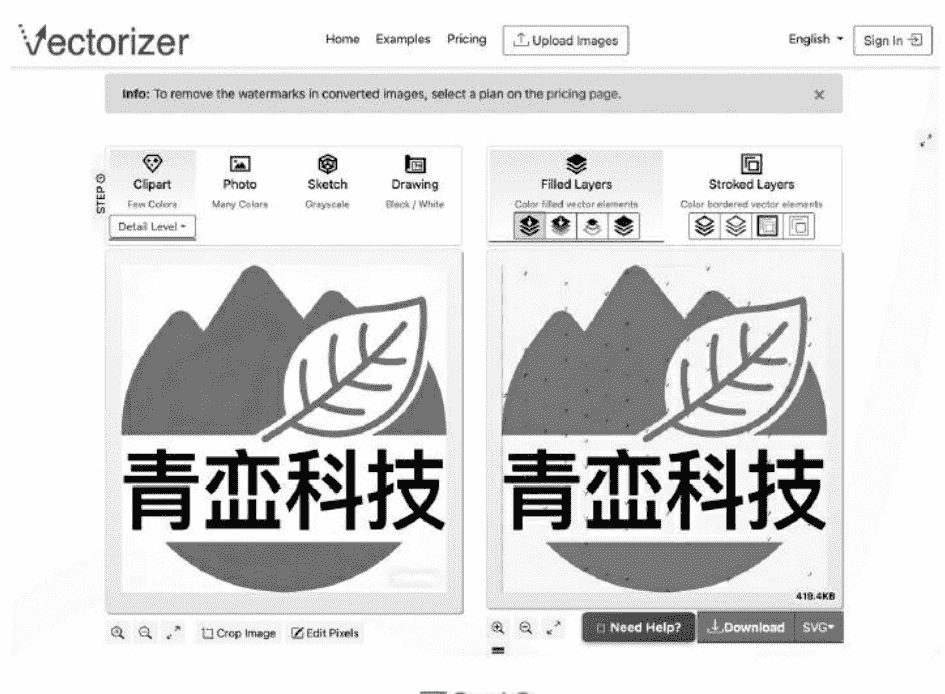 Vectorizer
Home Examples Pricing Upload Images English Sign In
Info: To remove the watermarks in converted images, select a plan on the pricing page.
STEP
Clipart Photo Sketch Drawing
Few Colors Many Colors Grayscale Black / White
Detail Level
Filled Layers Stroked Layers
Color filled vector elements Color bordered vector elements
青峦科技
青峦科技
419.4KB
Crop Image Edit Pixels
Need Help? Download SVG